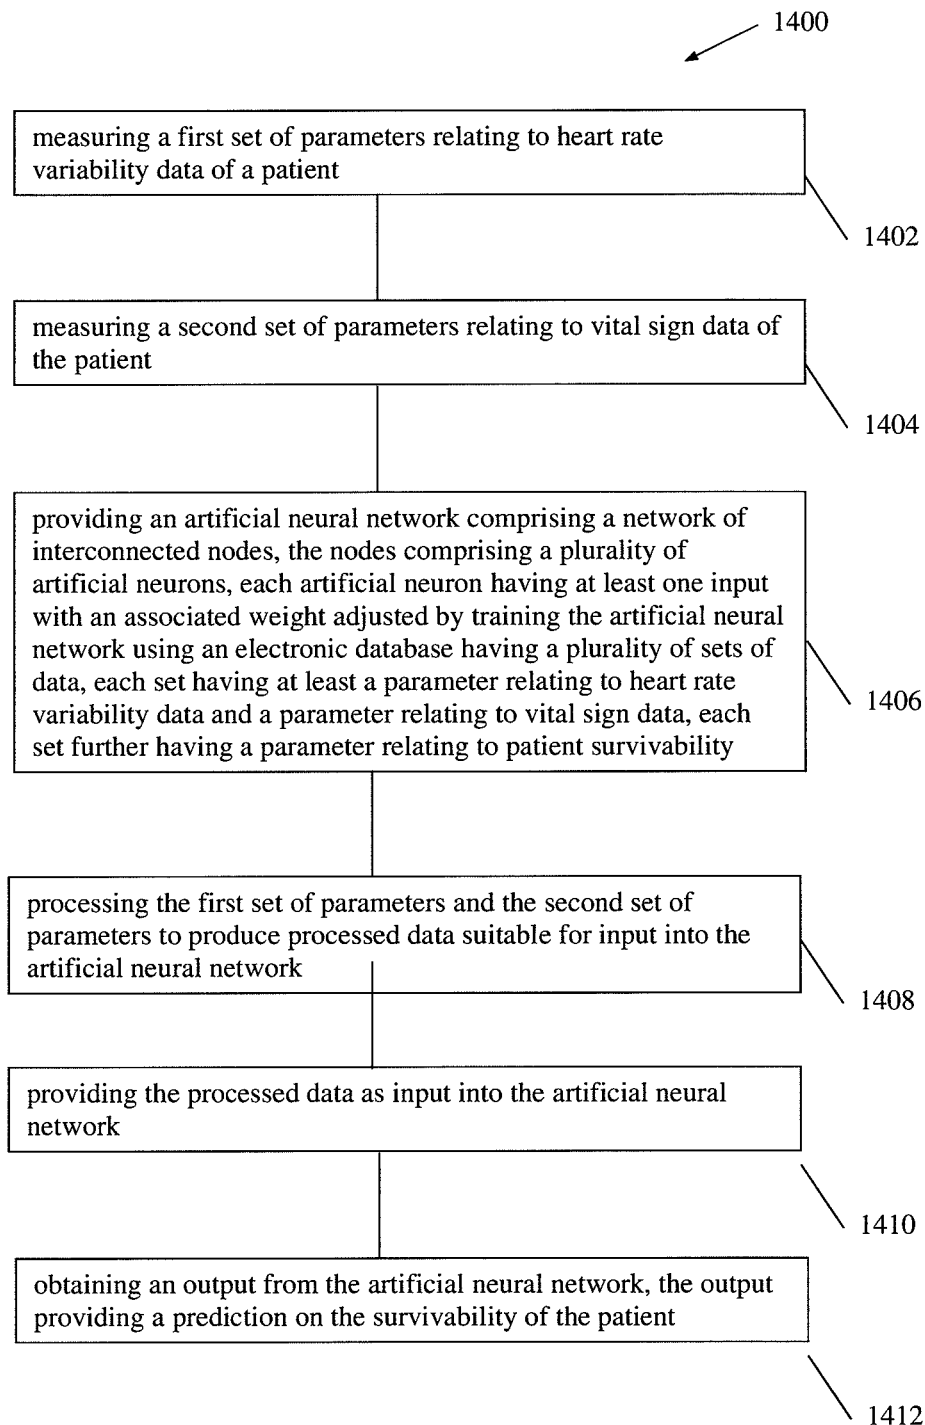 1400
measuring a first set of parameters relating to heart rate
variability data of a patient
1402
measuring a second set of parameters relating to vital sign data of
the patient
1404
providing an artificial neural network comprising a network of
interconnected nodes, the nodes comprising a plurality of
artificial neurons, each artificial neuron having at least one input
with an associated weight adjusted by training the artificial neural
network using an electronic database having a plurality of sets of
data, each set having at least a parameter relating to heart rate
variability data and a parameter relating to vital sign data, each
set further having a parameter relating to patient survivability
1406
processing the first set of parameters and the second set of
parameters to produce processed data suitable for input into the
artificial neural network
1408
providing the processed data as input into the artificial neural
network
1410
obtaining an output from the artificial neural network, the output
providing a prediction on the survivability of the patient
1412